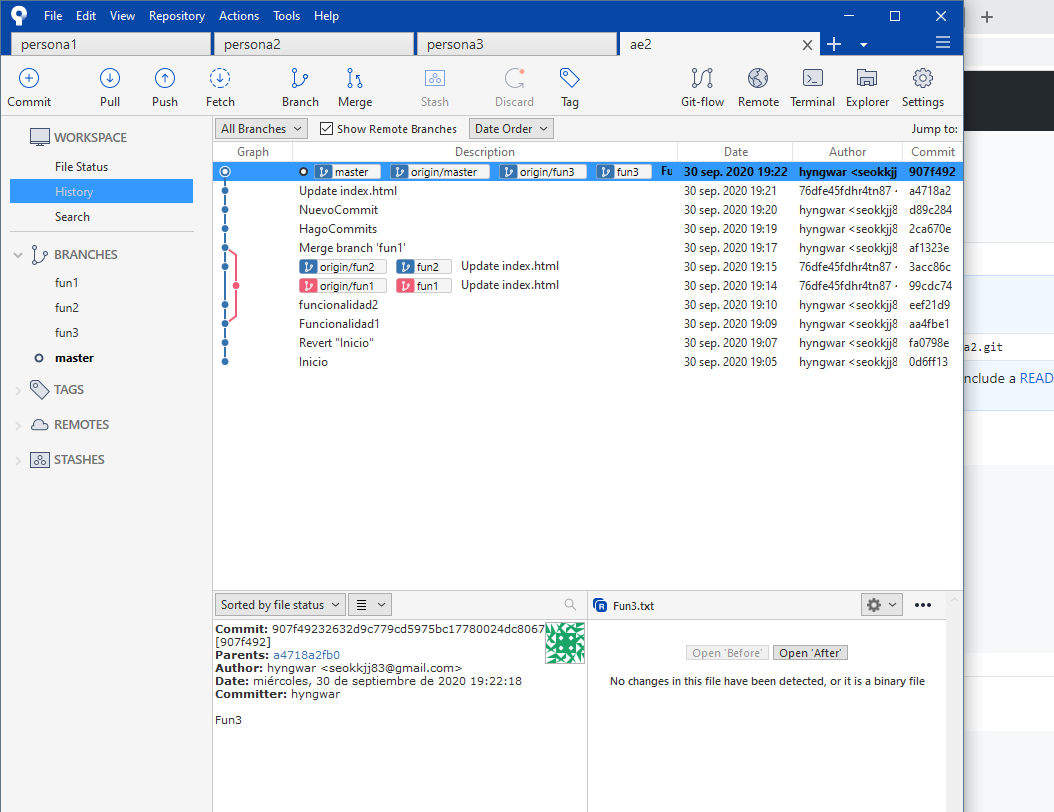 File Edit View Repository Actions Tools Help
persona1 persona2 persona3 ae2
Commit Pull Push Fetch Branch Merge Stash Discard Tag Git-flow Remote Terminal Explorer Settings
WORKSPACE
File Status
History
Search
BRANCHES
fun1
fun2
fun3
master
TAGS
REMOTES
STASHES
All Branches Show Remote Branches Date Order Jump to:
Graph Description Date Author Commit
master origin/master origin/fun3 fun3 Fu 30 sep. 2020 19:22 hyngwar <seokkjj 907f492
Update index.html 30 sep. 2020 19:21 76dfe45fdhr4tn87 a4718a2
NuevoCommit 30 sep. 2020 19:20 hyngwar <seokkjj8 d89c284
HagoCommits 30 sep. 2020 19:19 hyngwar <seokkjj8 2ca670e
Merge branch 'fun1' 30 sep. 2020 19:17 hyngwar <seokkjj8 af1323e
origin/fun2 fun2 Update index.html 30 sep. 2020 19:15 76dfe45fdhr4tn87 3acc86c
origin/fun1 fun1 Update index.html 30 sep. 2020 19:14 76dfe45fdhr4tn87 99cdc74
funcionalidad2 30 sep. 2020 19:10 hyngwar <seokkjj8 eef21d9
Funcionalidad1 30 sep. 2020 19:09 hyngwar <seokkjj8 aa4fbe1
Revert "Inicio" 30 sep. 2020 19:07 hyngwar <seokkjj8 fa0798e
Inicio 30 sep. 2020 19:05 hyngwar <seokkjj8 0d6ff13
Sorted by file status
Commit: 907f49232632d9c779cd5975bc17780024dc8067
[907f492]
Parents: a4718a2fb0
Author: hyngwar <seokkjj83@gmail.com>
Date: miércoles, 30 de septiembre de 2020 19:22:18
Committer: hyngwar
Fun3
Fun3.txt
Open 'Before' Open 'After'
No changes in this file have been detected, or it is a binary file
a2.git
nclude a READ